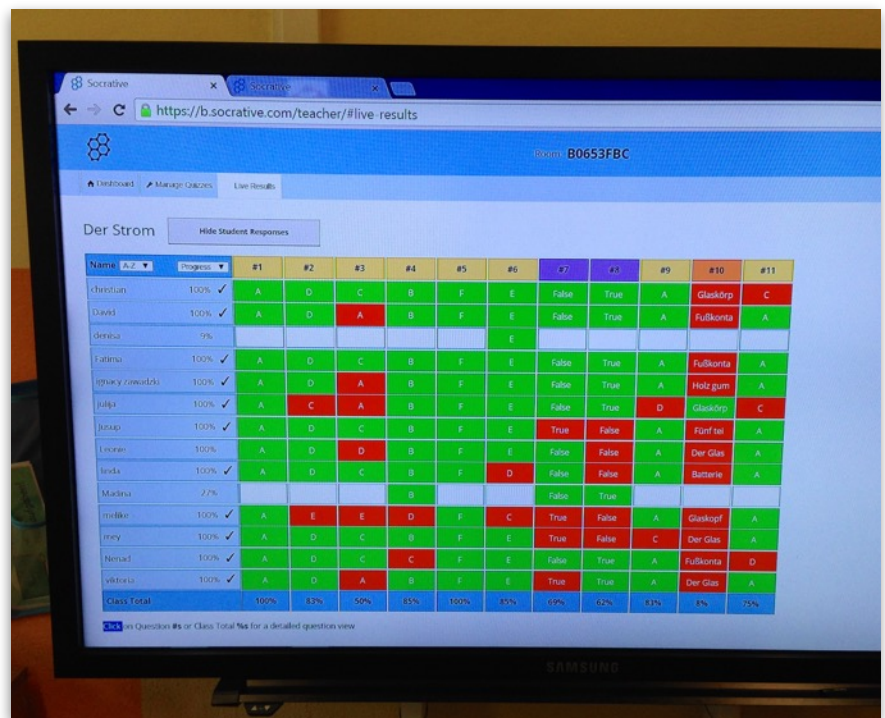 Socrative × Socrative ×
https://b.socrative.com/teacher/#live-results
Room: B0653FBC
Dashboard Manage Quizzes Live Results
Der Strom Hide Student Responses
Name A-Z ▼ Progress ▼ #1 #2 #3 #4 #5 #6 #7 #8 #9 #10 #11
christian 100% ✓ A D C B F E False True A Glaskörp C
David 100% ✓ A D A B F E False True A Fußkonta A
denisa 9% E
Fatima 100% ✓ A D C B F E False True A Fußkonta A
ignacy zawadzki 100% ✓ A D A B F E False True A Holz gum A
julija 100% ✓ A C A B F E False True D Glaskörp C
jusup 100% ✓ A D C B F E True False A Fünf tei A
Leonie 100% A D D B F E False False A Der Glas A
linda 100% ✓ A D C B F D False False A Batterie A
Madina 27% B False True
melike 100% ✓ A E E D F C True False A Glaskopf A
mey 100% ✓ A D C B F E True False C Der Glas A
Nenad 100% ✓ A D C C F E False True A Fußkonta D
viktoria 100% ✓ A D A B F E True True A Der Glas A
Class Total 100% 83% 50% 85% 100% 85% 69% 62% 83% 8% 75%
Click on Question #s or Class Total %s for a detailed question view
SAMSUNG